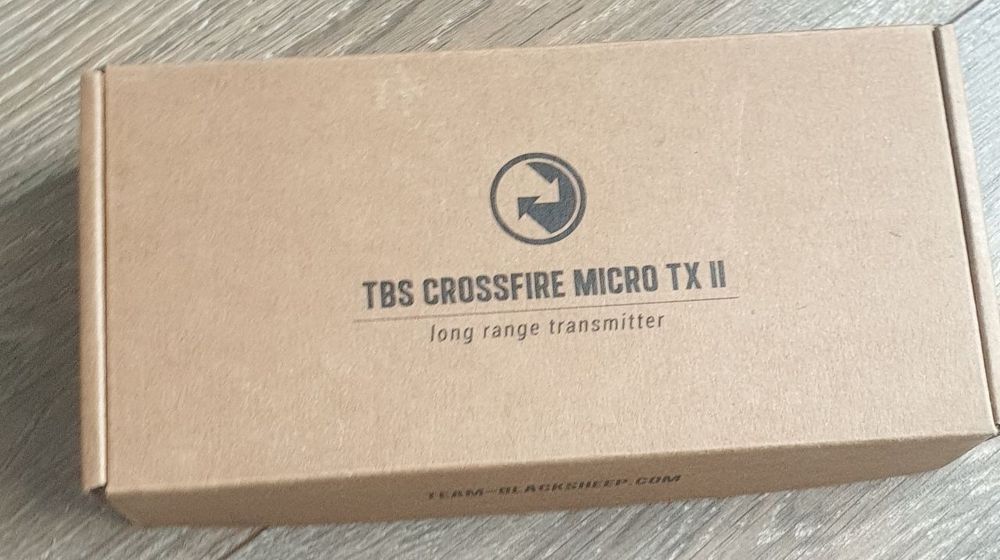 TBS CROSSFIRE MICRO TX II
long range transmitter
TEAM-BLACKSHEEP.COM